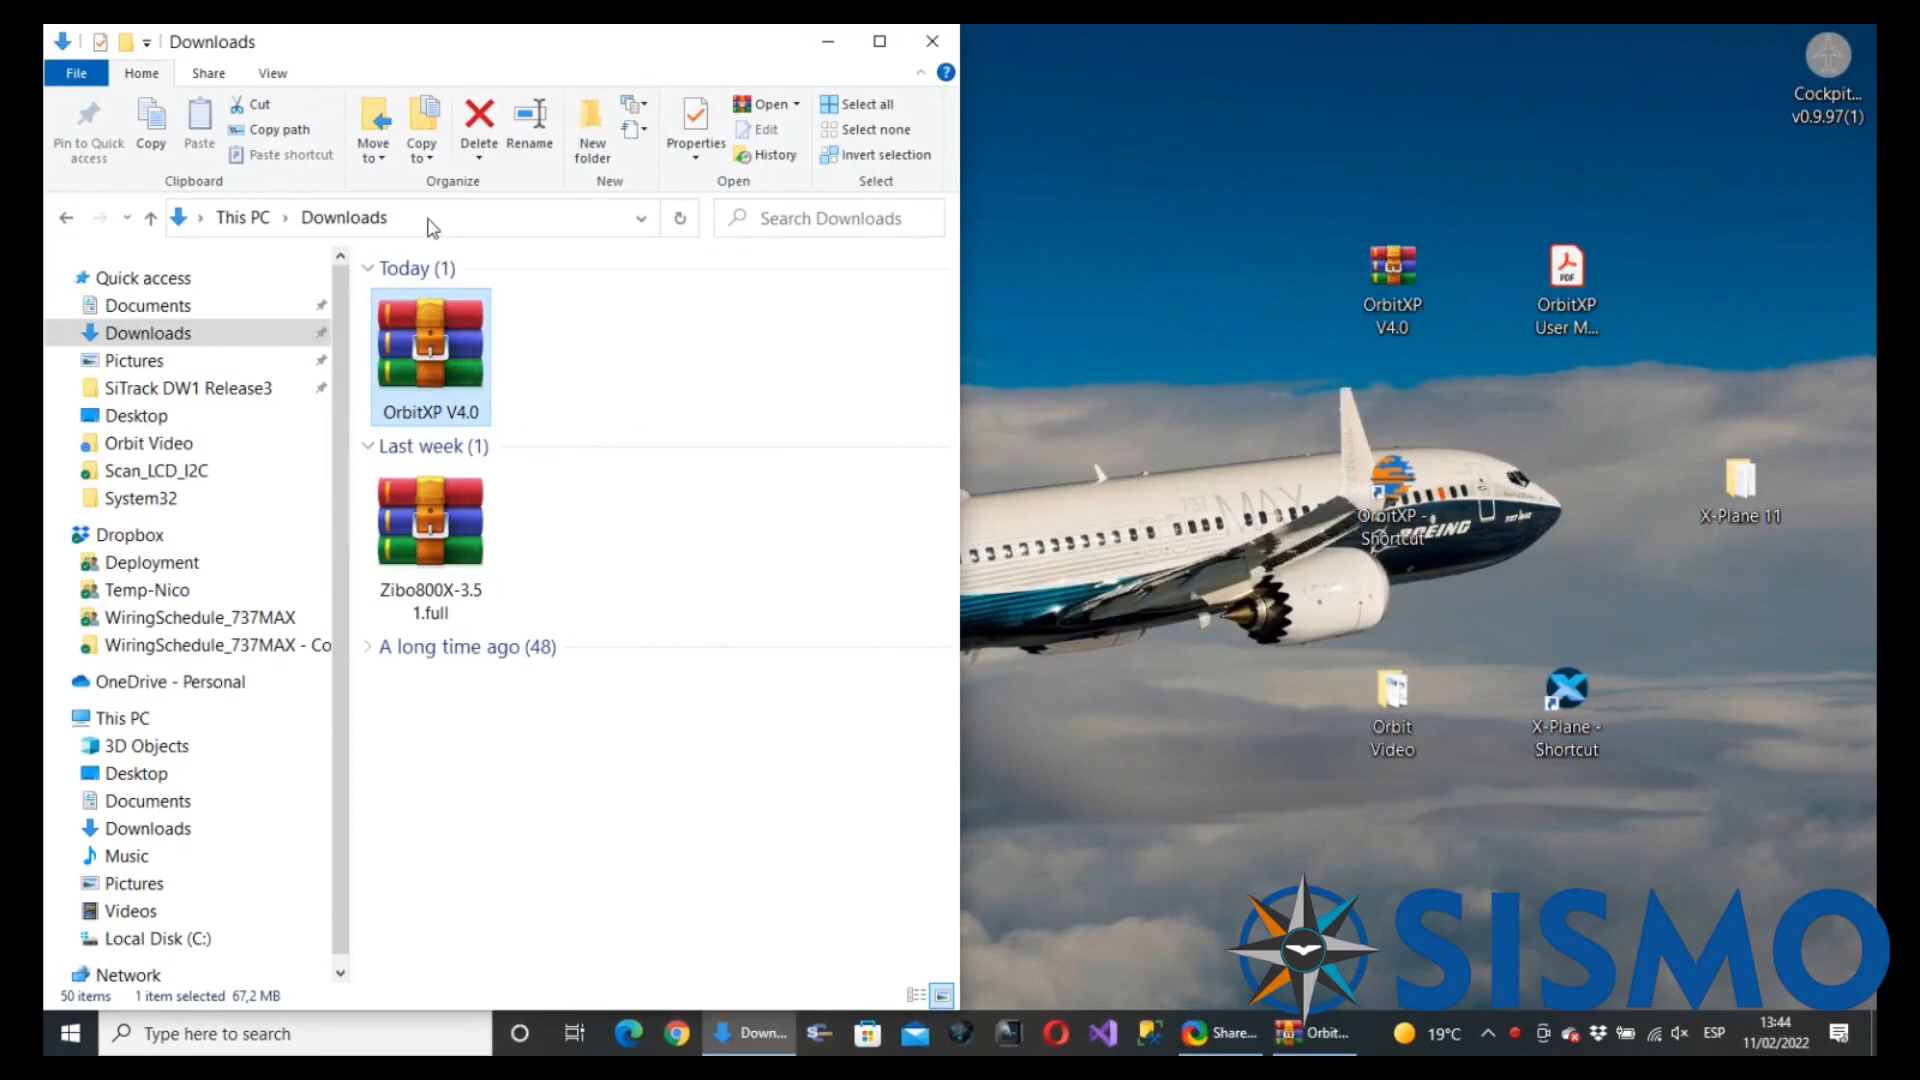 Downloads
File
Home
Share
View
Pin to Quick
access
Copy
Paste
Cut
Copy path
Paste shortcut
Clipboard
Move
to
Copy
to
Delete
Rename
Organize
New
folder
New
Properties
Open
Edit
History
Open
Select all
Select none
Invert selection
Select
This PC
Downloads
Search Downloads
Quick access
Documents
Downloads
Pictures
SiTrack DW1 Release3
Desktop
Orbit Video
Scan_LCD_I2C
System32
Dropbox
Deployment
Temp-Nico
WiringSchedule_737MAX
WiringSchedule_737MAX - Co
OneDrive - Personal
This PC
3D Objects
Desktop
Documents
Downloads
Music
Pictures
Videos
Local Disk (C:)
Network
Today (1)
OrbitXP V4.0
Last week (1)
Zibo800X-3.5
1.full
A long time ago (48)
50 items
1 item selected 67,2 MB
Cockpit...
v0.9.97(1)
OrbitXP
V4.0
PDF
OrbitXP
User M...
OrbitXP -
Shortcut
X-Plane 11
737 MAX
BOEING
Orbit
Video
X-Plane -
Shortcut
SISMO
Type here to search
Down...
Share...
Orbit...
19°C
ESP
13:44
11/02/2022